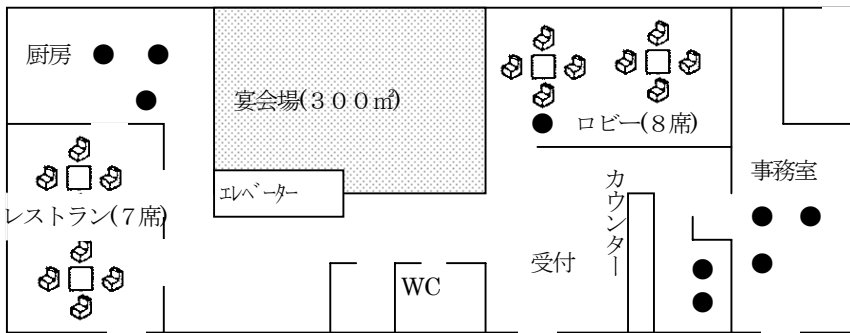 厨房
宴会場(３００㎡)
ロビー(８席)
エレベーター
事務室
レストラン(７席)
カウンター
受付
WC